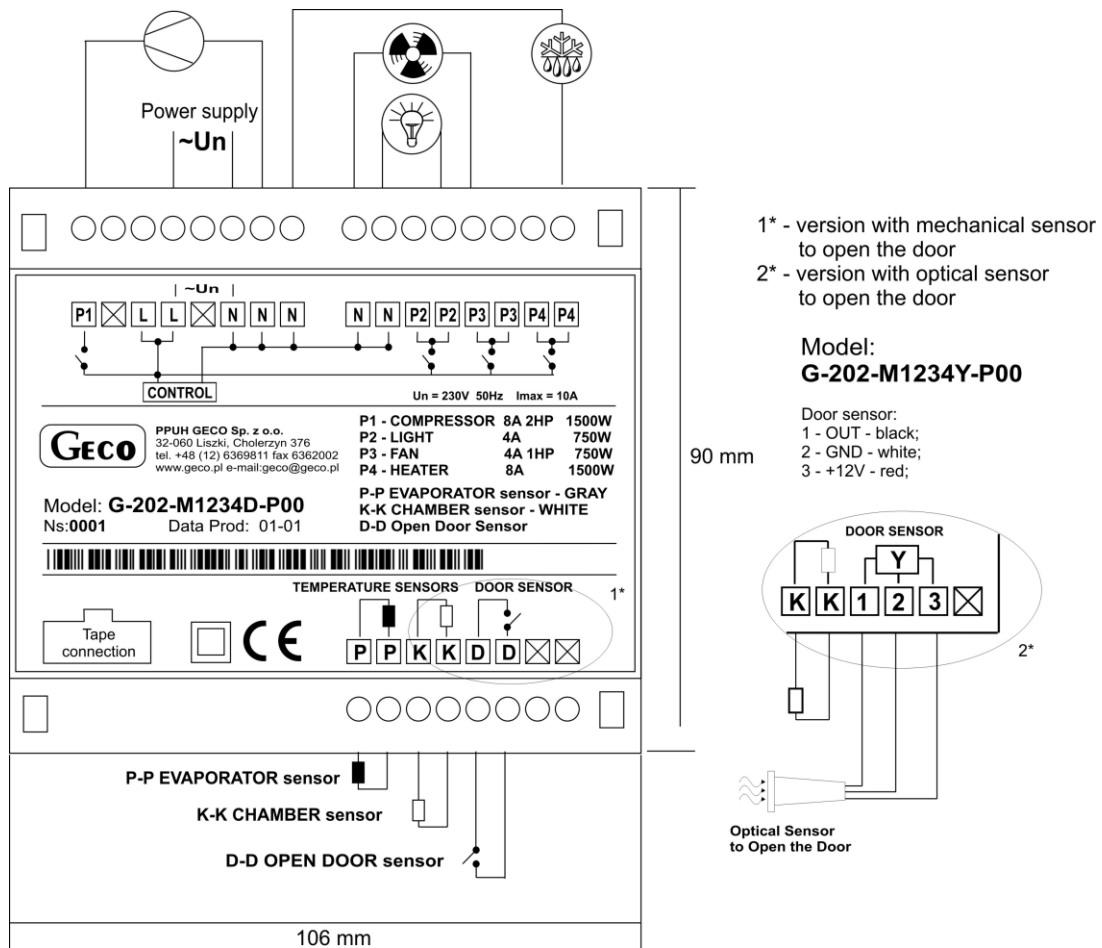 Power supply
~Un
| ~Un |
P1 L L N N N N N P2 P2 P3 P3 P4 P4
CONTROL
Un = 230V 50Hz Imax = 10A
GECO
PPUH GECO Sp. z o.o.
32-060 Liszki, Cholerzyn 376
tel. +48 (12) 6369811 fax 6362002
www.geco.pl e-mail:geco@geco.pl
P1 - COMPRESSOR 8A 2HP 1500W
P2 - LIGHT 4A 750W
P3 - FAN 4A 1HP 750W
P4 - HEATER 8A 1500W
Model: G-202-M1234D-P00
Ns:0001 Data Prod: 01-01
P-P EVAPORATOR sensor - GRAY
K-K CHAMBER sensor - WHITE
D-D Open Door Sensor
TEMPERATURE SENSORS DOOR SENSOR
1*
Tape
connection
CE
P P K K D D
P-P EVAPORATOR sensor
K-K CHAMBER sensor
D-D OPEN DOOR sensor
106 mm
90 mm
1* - version with mechanical sensor
to open the door
2* - version with optical sensor
to open the door
Model:
G-202-M1234Y-P00
Door sensor:
1 - OUT - black;
2 - GND - white;
3 - +12V - red;
DOOR SENSOR
Y
K K 1 2 3
2*
Optical Sensor
to Open the Door